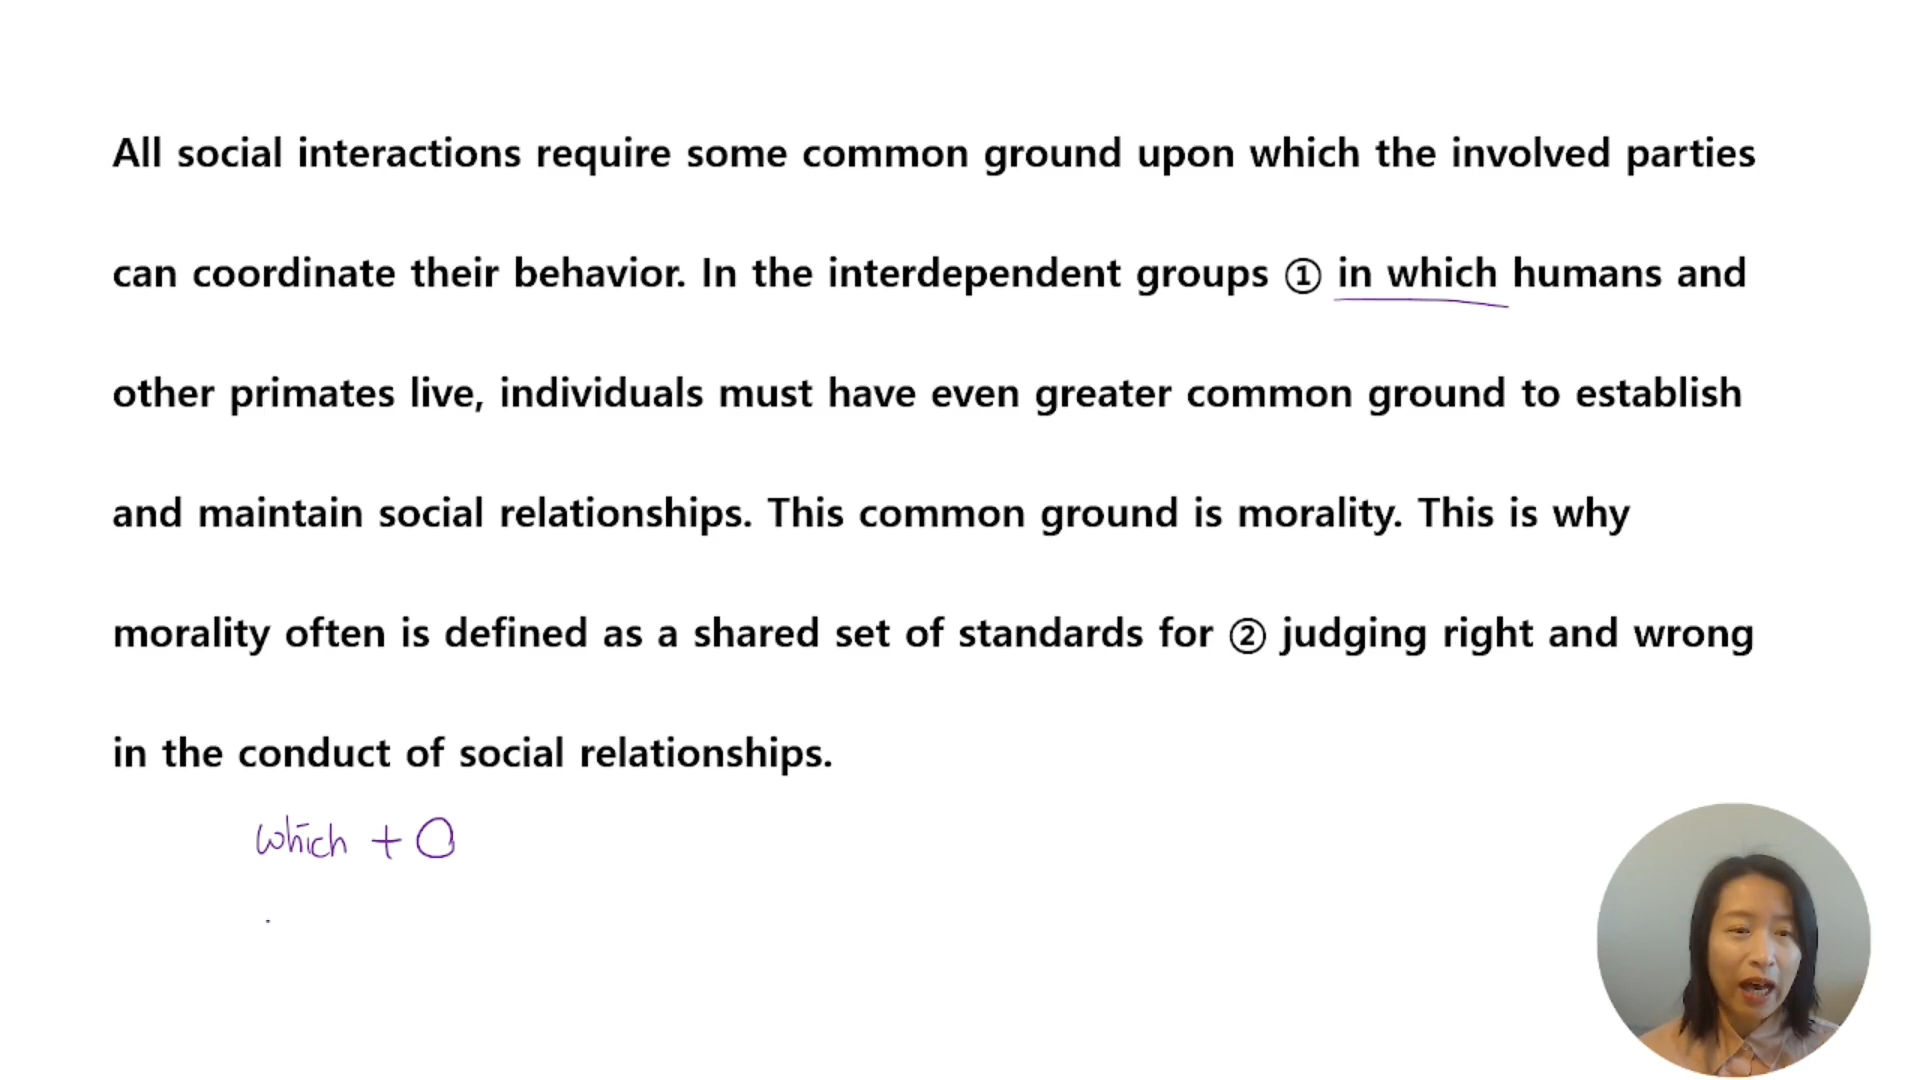 All social interactions require some common ground upon which the involved parties
can coordinate their behavior. In the interdependent groups ① in which humans and
other primates live, individuals must have even greater common ground to establish
and maintain social relationships. This common ground is morality. This is why
morality often is defined as a shared set of standards for ② judging right and wrong
in the conduct of social relationships.
which + O